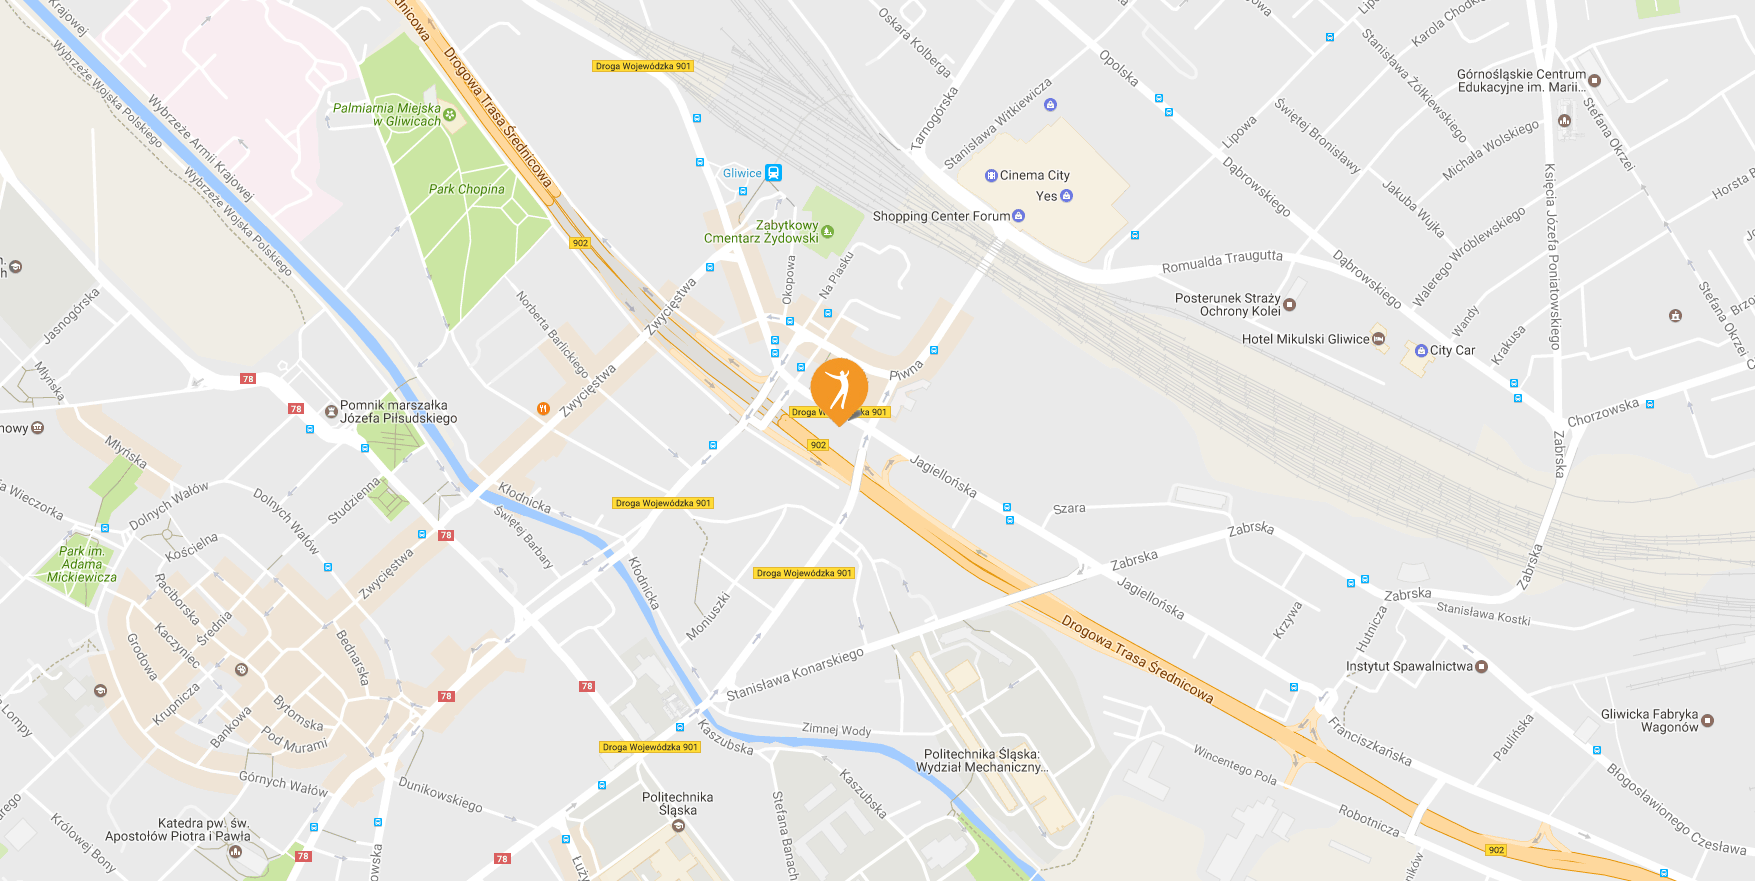 Krajowej
Wybrzeże Wojska Polskiego
Wybrzeże Armii Krajowej
Wybrzeże Wojska Polskiego
Drogowa Trasa Średnicowa
Droga Wojewódzka 901
Oskara Kolberga
Tarnogórska
Stanisława Witkiewicza
Opolska
Lipowa
Świętej Bronisławy
Stanisława Żółkiewskiego
Karola Chodkie
Górnośląskie Centrum
Edukacyjne im. Marii...
Stefana Okrzei
Michała Wolskiego
Horsta B
Palmiarnia Miejska
w Gliwicach
Park Chopina
Gliwice
Cinema City
Yes
Shopping Center Forum
Zabytkowy
Cmentarz Żydowski
902
Dąbrowskiego
Jakuba Wujka
Księcia Józefa Poniatowskiego
Walerego Wróblewskiego
Romualda Traugutta
Dąbrowskiego
Stefana Okrzei
Okopowa
Na Piasku
Zwycięstwa
Norberta Barlickiego
Jasnogórska
Posterunek Straży
Ochrony Kolei
Hotel Mikulski Gliwice
City Car
Wandy
Krakusa
Piwna
Zwycięstwa
78
78
Młyńska
Pomnik marszałka
Józefa Piłsudskiego
902
Chorzowska
Zabrska
Młyńska
Jagiellońska
Dolnych Wałów
Dolnych Wałów
Studzienna
Kłodnicka
Świętej Barbary
Droga Wojewódzka 901
Szara
Zabrska
Zabrska
Zabrska
Zabrska
Park im.
Adama
Mickiewicza
Kościelna
78
Zwycięstwa
Kłodnicka
Droga Wojewódzka 901
Moniuszki
Jagiellońska
Stanisława Kostki
Krzywa
Hutnicza
Raciborska
Średnia
Kaczyniec
Grodowa
Bednarska
Krupnicza
Bankowa
Bytomska
Pod Murami
Górnych Wałów
Drogowa Trasa Średnicowa
Stanisława Konarskiego
Instytut Spawalnictwa
78
78
Zimnej Wody
Kaszubska
Droga Wojewódzka 901
Gliwicka Fabryka
Wagonów
Paulińska
Franciszkańska
Wincentego Pola
Politechnika Śląska:
Wydział Mechaniczny...
Błogosławionego Czesława
Dunikowskiego
Politechnika
Śląska
Kaszubska
Stefana Banach
Robotnicza
Katedra pw. św.
Apostołów Piotra i Pawła
Królowej Bony
78
78
902
Łuży